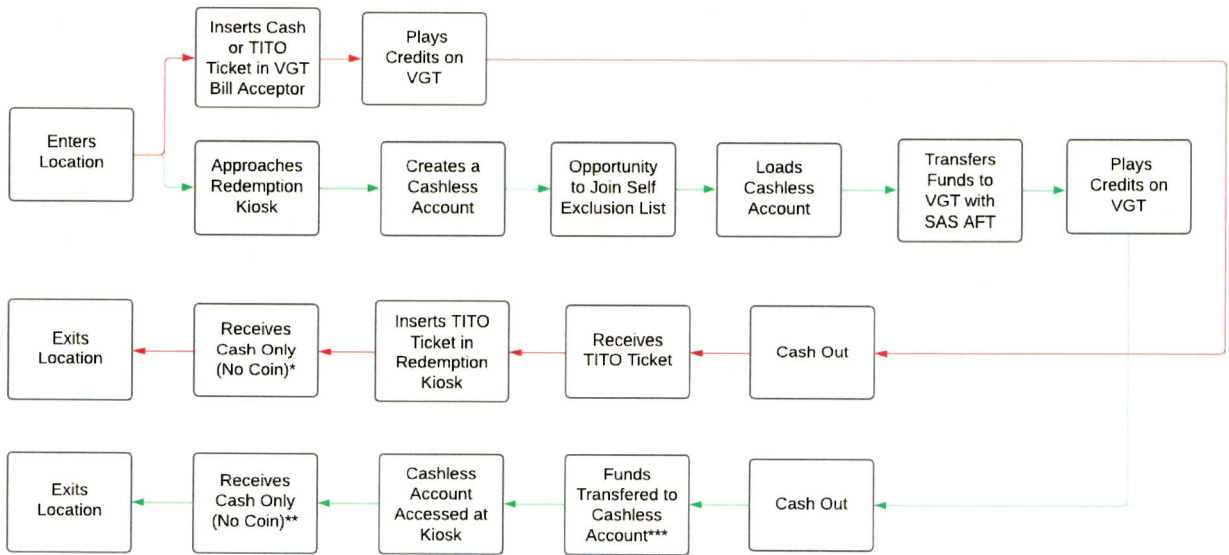 Inserts Cash
or TITO
Ticket in VGT
Bill Acceptor
Plays
Credits on
VGT
Enters
Location
Approaches
Redemption
Kiosk
Creates a
Cashless
Account
Opportunity
to Join Self
Exclusion List
Loads
Cashless
Account
Transfers
Funds to
VGT with
SAS AFT
Plays
Credits on
VGT
Exits
Location
Receives
Cash Only
(No Coin)*
Inserts TITO
Ticket in
Redemption
Kiosk
Receives
TITO Ticket
Cash Out
Exits
Location
Receives
Cash Only
(No Coin)**
Cashless
Account
Accessed at
Kiosk
Funds
Transfered to
Cashless
Account***
Cash Out